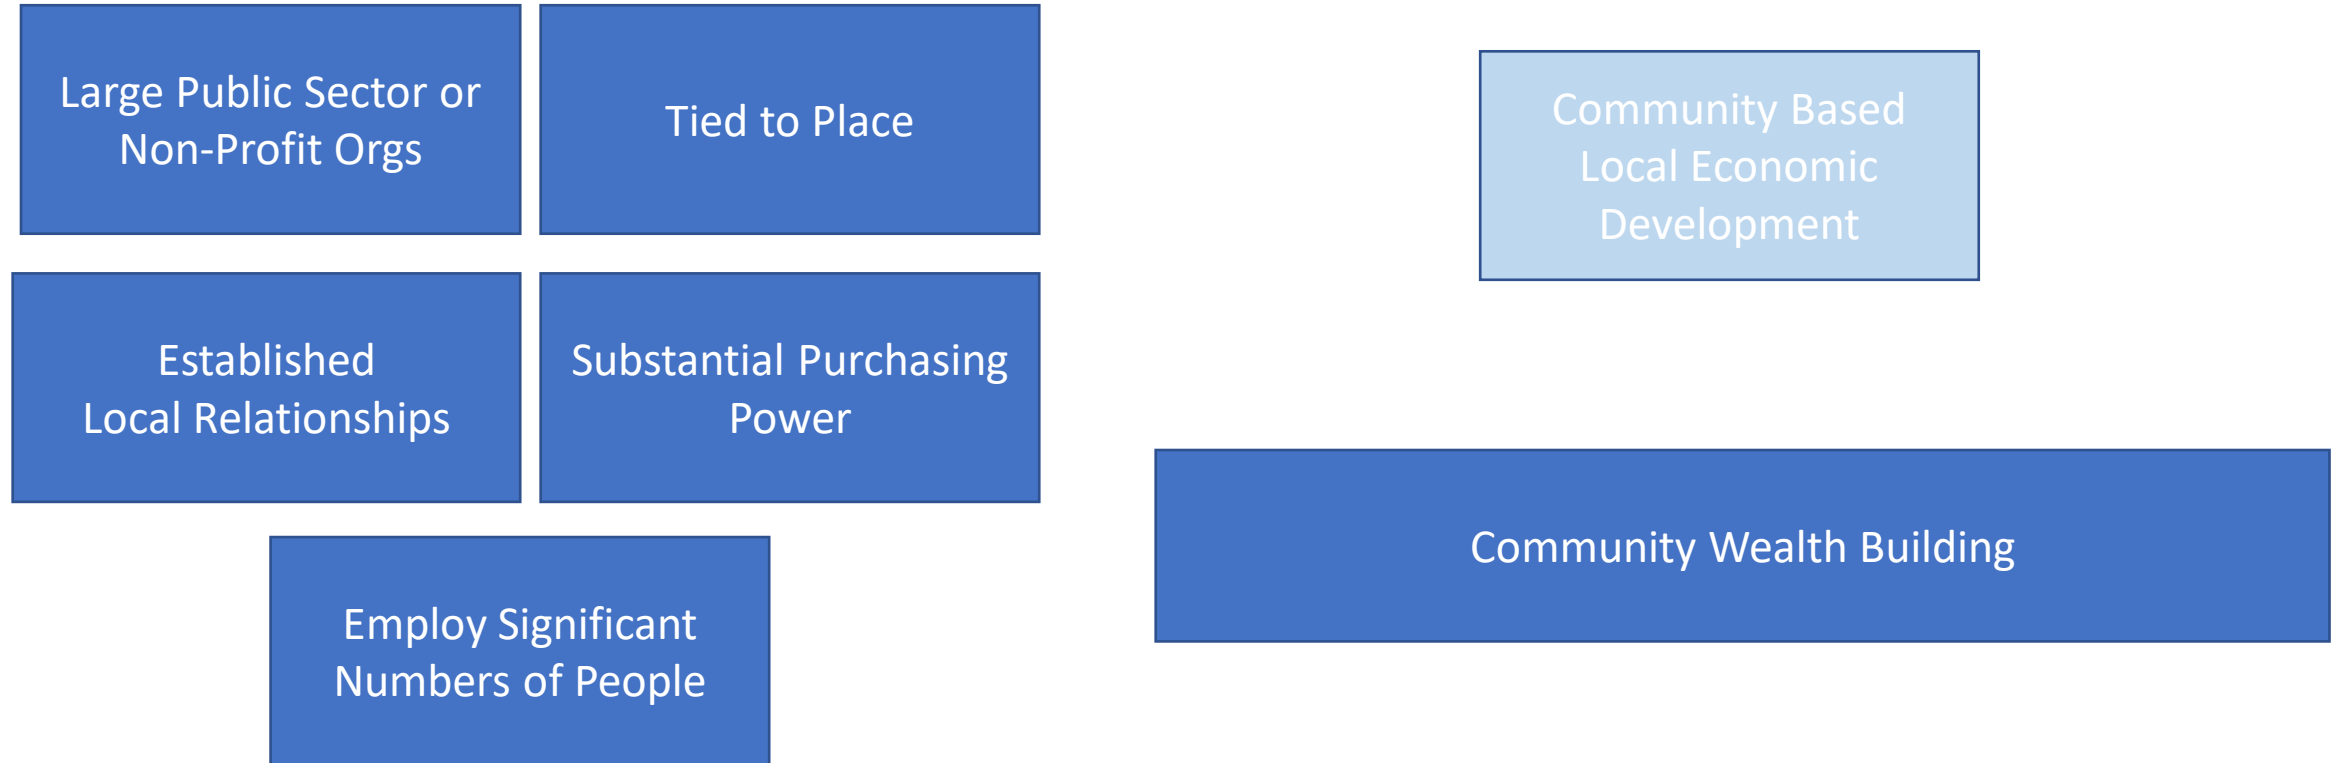 Large Public Sector or
Non-Profit Orgs
Tied to Place
Established
Local Relationships
Substantial Purchasing
Power
Employ Significant
Numbers of People
Community Based
Local Economic
Development
Community Wealth Building